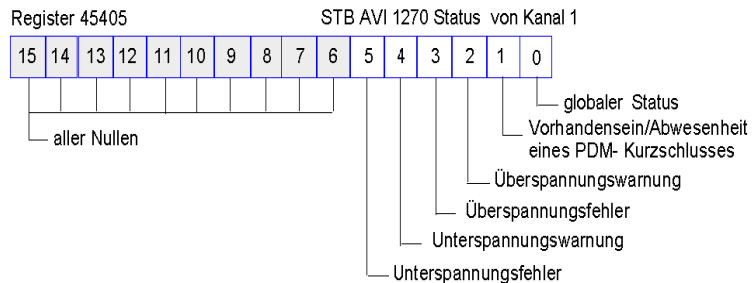 Register 45405 STB AVI 1270 Status von Kanal 1
15 14 13 12 11 10 9 8 7 6 5 4 3 2 1 0
globaler Status
aller Nullen
Vorhandensein/Abwesenheit
eines PDM- Kurzschlusses
Überspannungswarnung
Überspannungsfehler
Unterspannungswarnung
Unterspannungsfehler